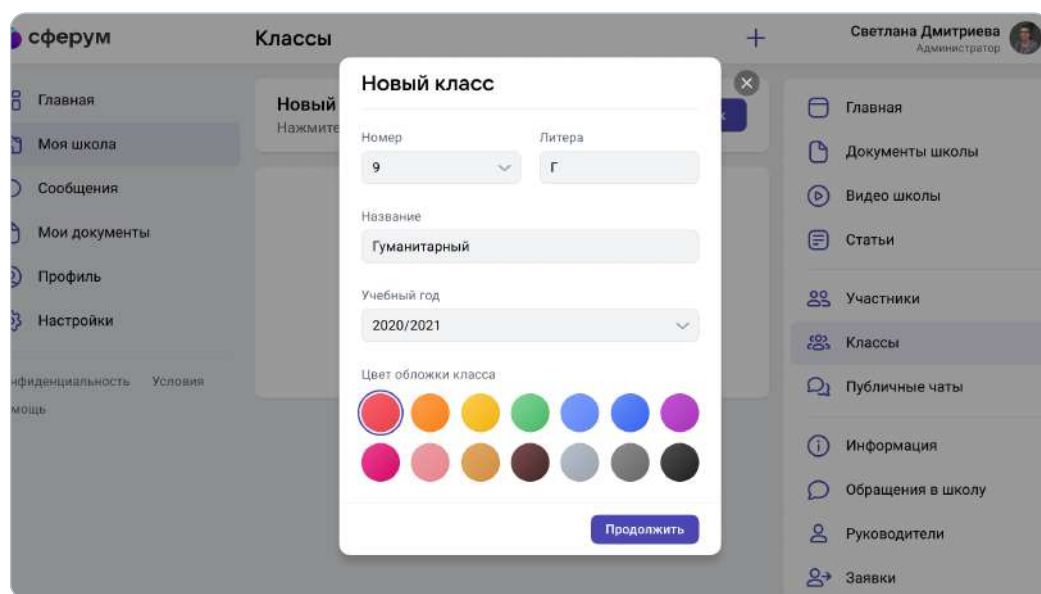 сферум
Классы
Светлана Дмитриева
Администратор
Главная
Моя школа
Сообщения
Мои документы
Профиль
Настройки
Условия
Новый
Нажмите
Новый класс
Номер
Литера
9
Г
Название
Гуманитарный
Учебный год
2020/2021
Цвет обложки класса
Продолжить
Главная
Документы школы
Видео школы
Статьи
Участники
Классы
Публичные чаты
Информация
Обращения в школу
Руководители
Заявки